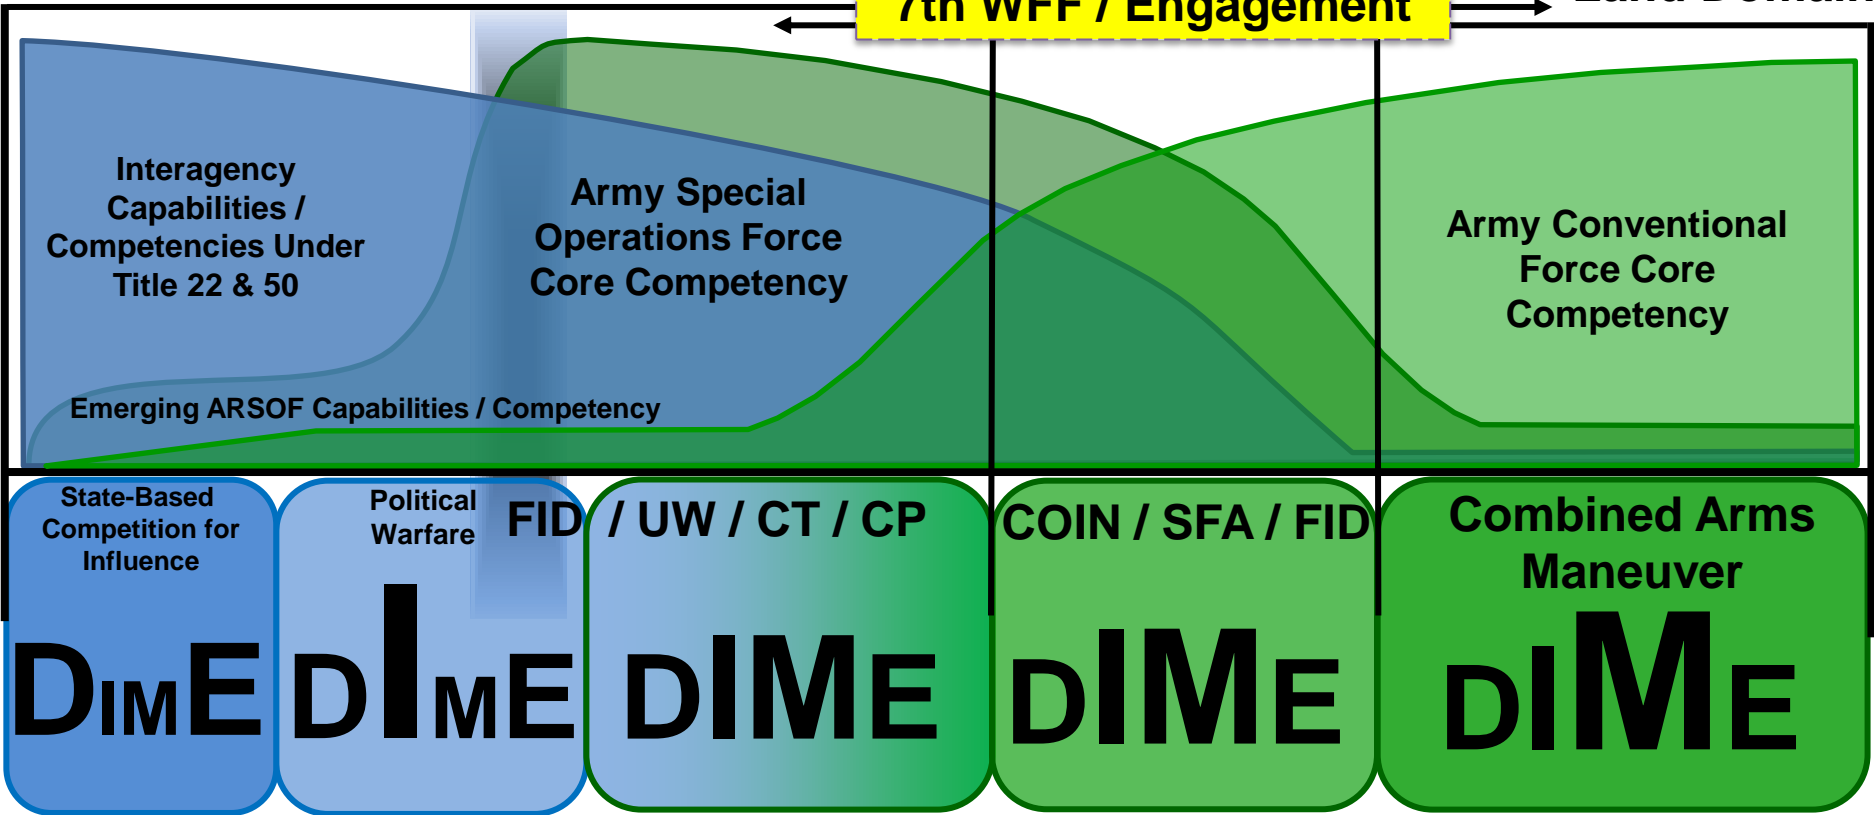 7th WFF / Engagement
Land Domain
Interagency
Capabilities /
Competencies Under
Title 22 & 50
Army Special
Operations Force
Core Competency
Army Conventional
Force Core
Competency
Emerging ARSOF Capabilities / Competency
State-Based
Competition for
Influence
Political
Warfare
FID / UW / CT / CP
COIN / SFA / FID
Combined Arms
Maneuver
DIME
DIME
DIME
DIME
DIME